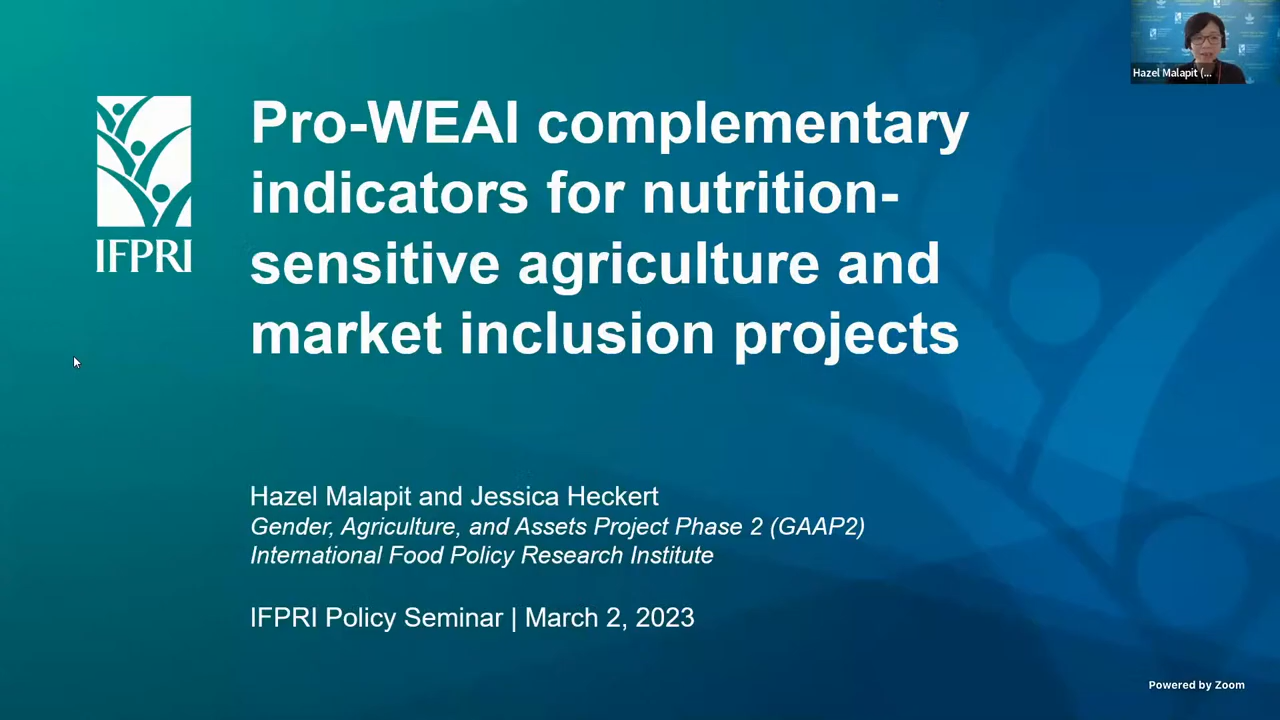 Hazel Malapit (...
IFPRI
Pro-WEAI complementary
indicators for nutrition-
sensitive agriculture and
market inclusion projects
Hazel Malapit and Jessica Heckert
Gender, Agriculture, and Assets Project Phase 2 (GAAP2)
International Food Policy Research Institute
IFPRI Policy Seminar | March 2, 2023
Powered by Zoom